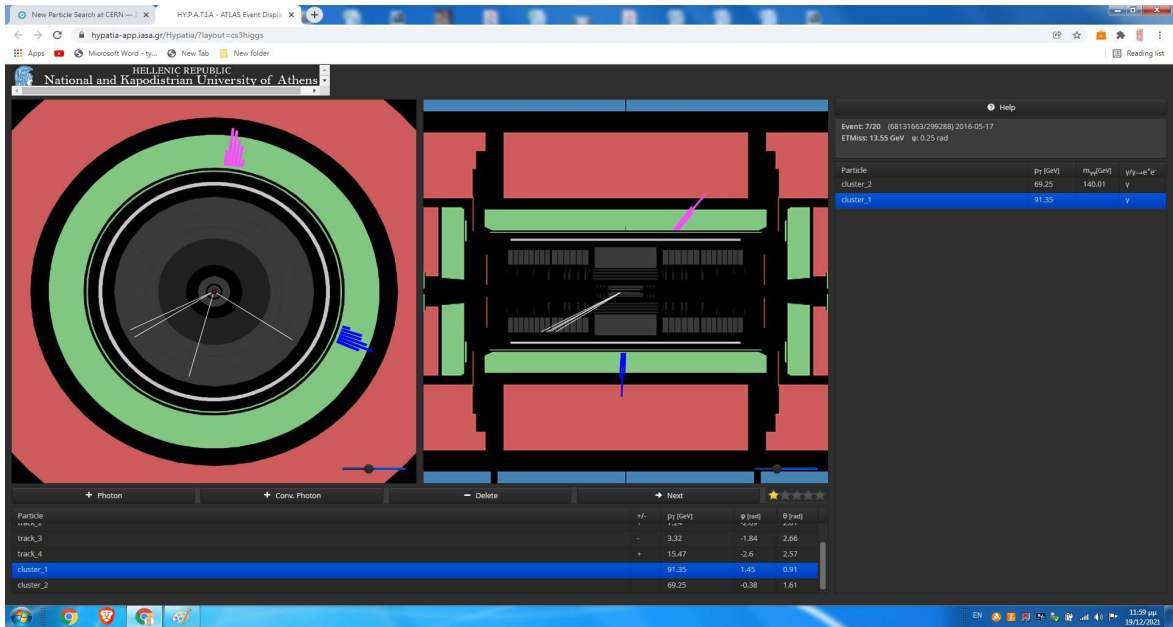 New Particle Search at CERN —
HY.P.A.T.I.A - ATLAS Event Displa
hypatia-app.iasa.gr/Hypatia/?layout=cs3higgs
Apps Microsoft Word - ty... New Tab New folder Reading list
HELLENIC REPUBLIC
National and Kapodistrian University of Athens
Help
Event: 7/20 (68131663/299288) 2016-05-17
ETMiss: 13.55 GeV φ: 0.25 rad
Particle pT [GeV] mγγ[GeV] γ/γ→e+e-
cluster_2 69.25 140.01 γ
cluster_1 91.35 γ
+ Photon + Conv. Photon − Delete → Next
Particle +/- pT [GeV] φ [rad] θ [rad]
track_3 - 3.32 -1.84 2.66
track_4 + 15.47 -2.6 2.57
cluster_1 91.35 1.45 0.91
cluster_2 69.25 -0.38 1.61
EN 11:59 μμ
19/12/2021